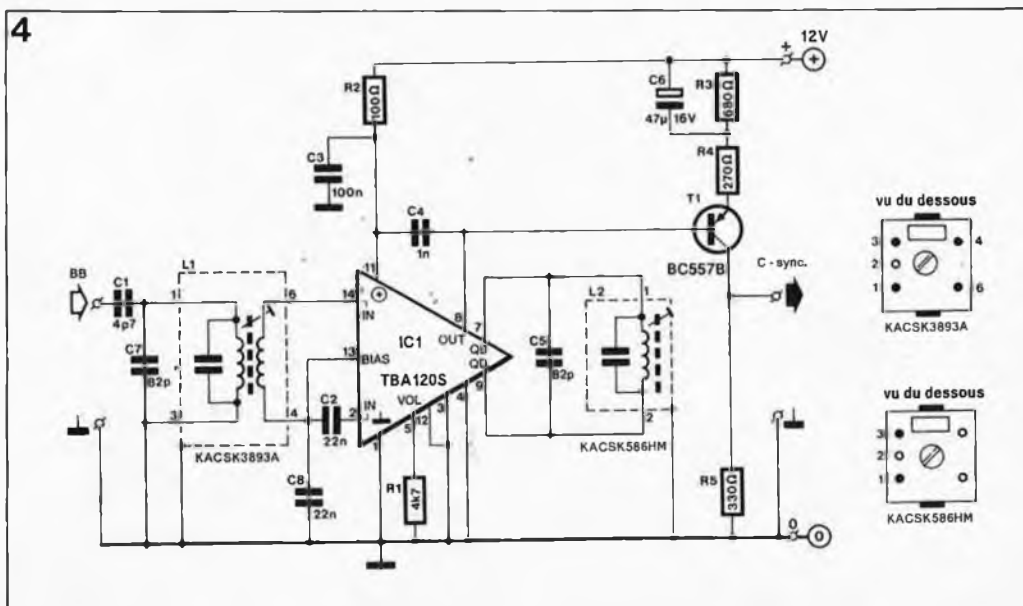 4
12V
+
R2
100Ω
C6
47µ 16V
R3
680Ω
C3
100n
R4
270Ω
T1
BC557B
C4
1n
vu du dessous
3
4
2
1
6
KACSK3893A
BB
C1
4p7
L1
1
6
3
4
KACSK3893A
C7
82p
11
14
IN
13
BIAS
IC1
TBA120S
OUT
8
7
QB
QD
9
IN
2
VOL
1
5
12
3
4
C2
22n
C8
22n
R1
4k7
C5
82p
L2
1
2
KACSK586HM
C - sync.
R5
330Ω
0
0
vu du dessous
3
2
1
KACSK586HM